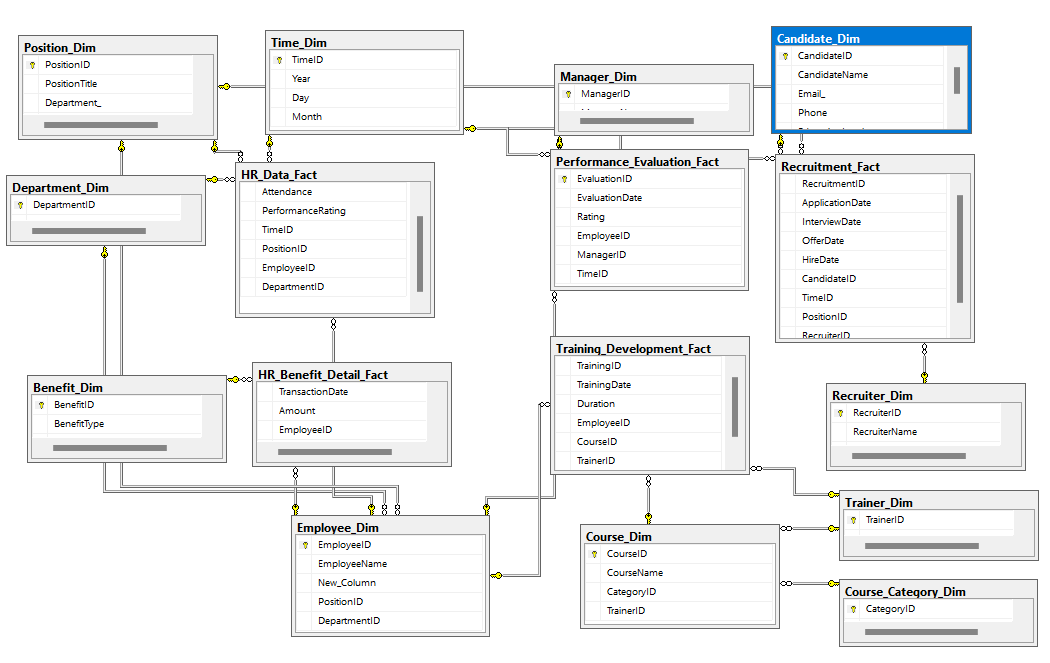 Position_Dim
PositionID
PositionTitle
Department_
Time_Dim
TimeID
Year
Day
Month
Manager_Dim
ManagerID
Candidate_Dim
CandidateID
CandidateName
Email_
Phone
Department_Dim
DepartmentID
HR_Data_Fact
Attendance
PerformanceRating
TimeID
PositionID
EmployeeID
DepartmentID
Performance_Evaluation_Fact
EvaluationID
EvaluationDate
Rating
EmployeeID
ManagerID
TimeID
Recruitment_Fact
RecruitmentID
ApplicationDate
InterviewDate
OfferDate
HireDate
CandidateID
TimeID
PositionID
RecruiterID
Benefit_Dim
BenefitID
BenefitType
HR_Benefit_Detail_Fact
TransactionDate
Amount
EmployeeID
Training_Development_Fact
TrainingID
TrainingDate
Duration
EmployeeID
CourseID
TrainerID
Recruiter_Dim
RecruiterID
RecruiterName
Employee_Dim
EmployeeID
EmployeeName
New_Column
PositionID
DepartmentID
Course_Dim
CourseID
CourseName
CategoryID
TrainerID
Trainer_Dim
TrainerID
Course_Category_Dim
CategoryID